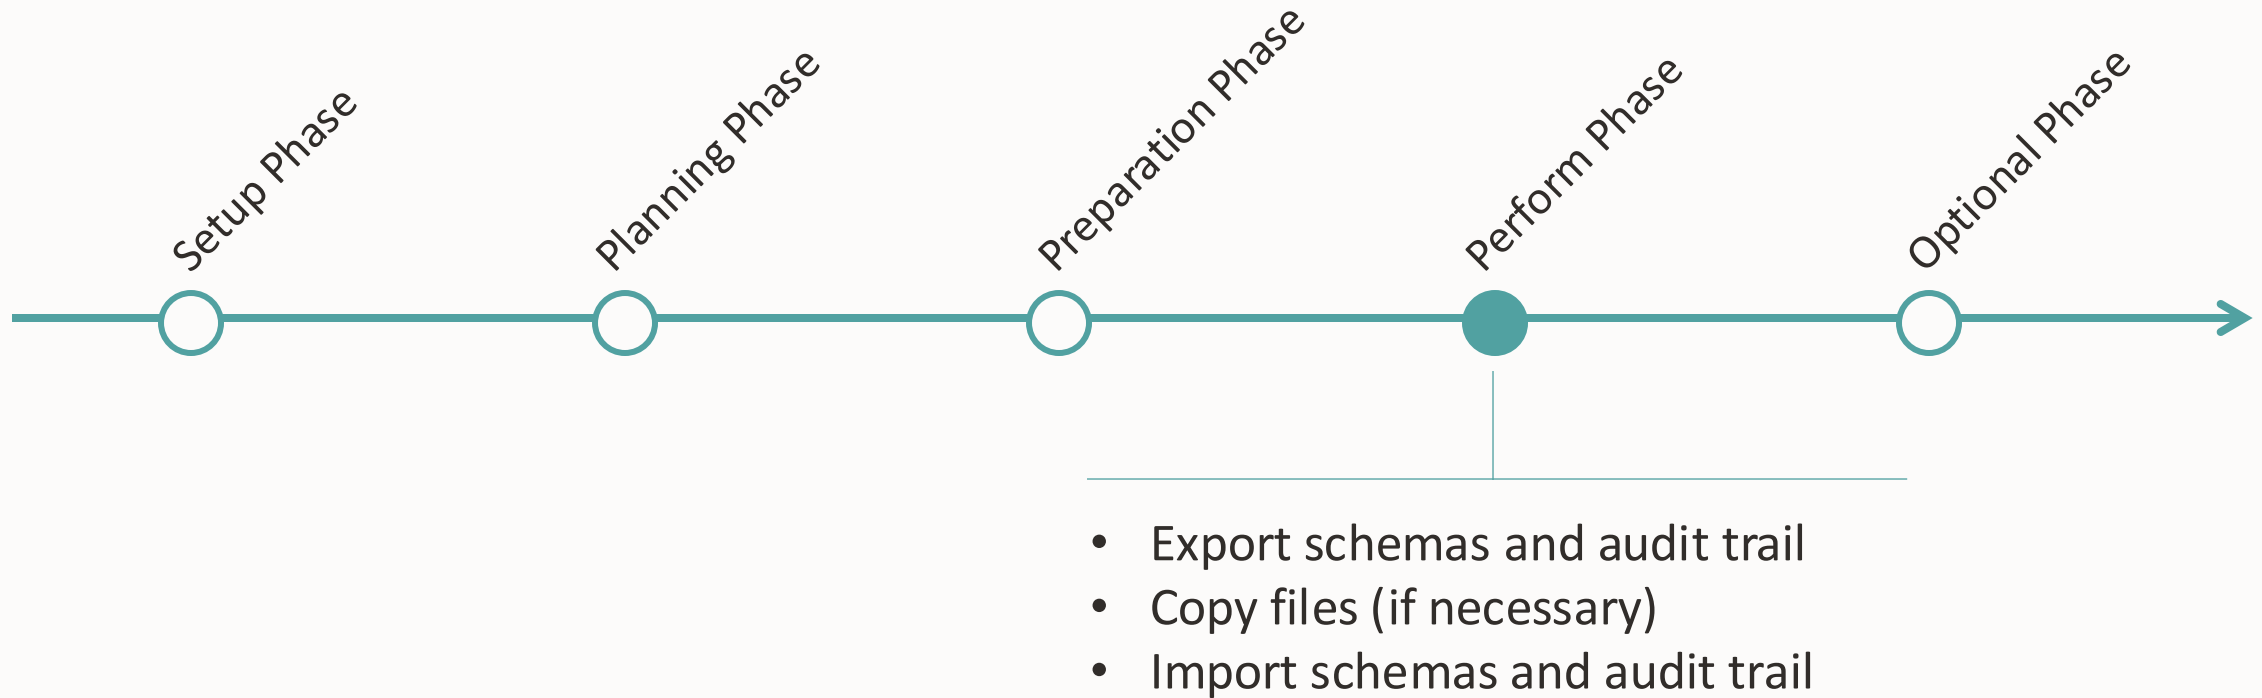 Setup Phase
Planning Phase
Preparation Phase
Perform Phase
Optional Phase
• Export schemas and audit trail
• Copy files (if necessary)
• Import schemas and audit trail